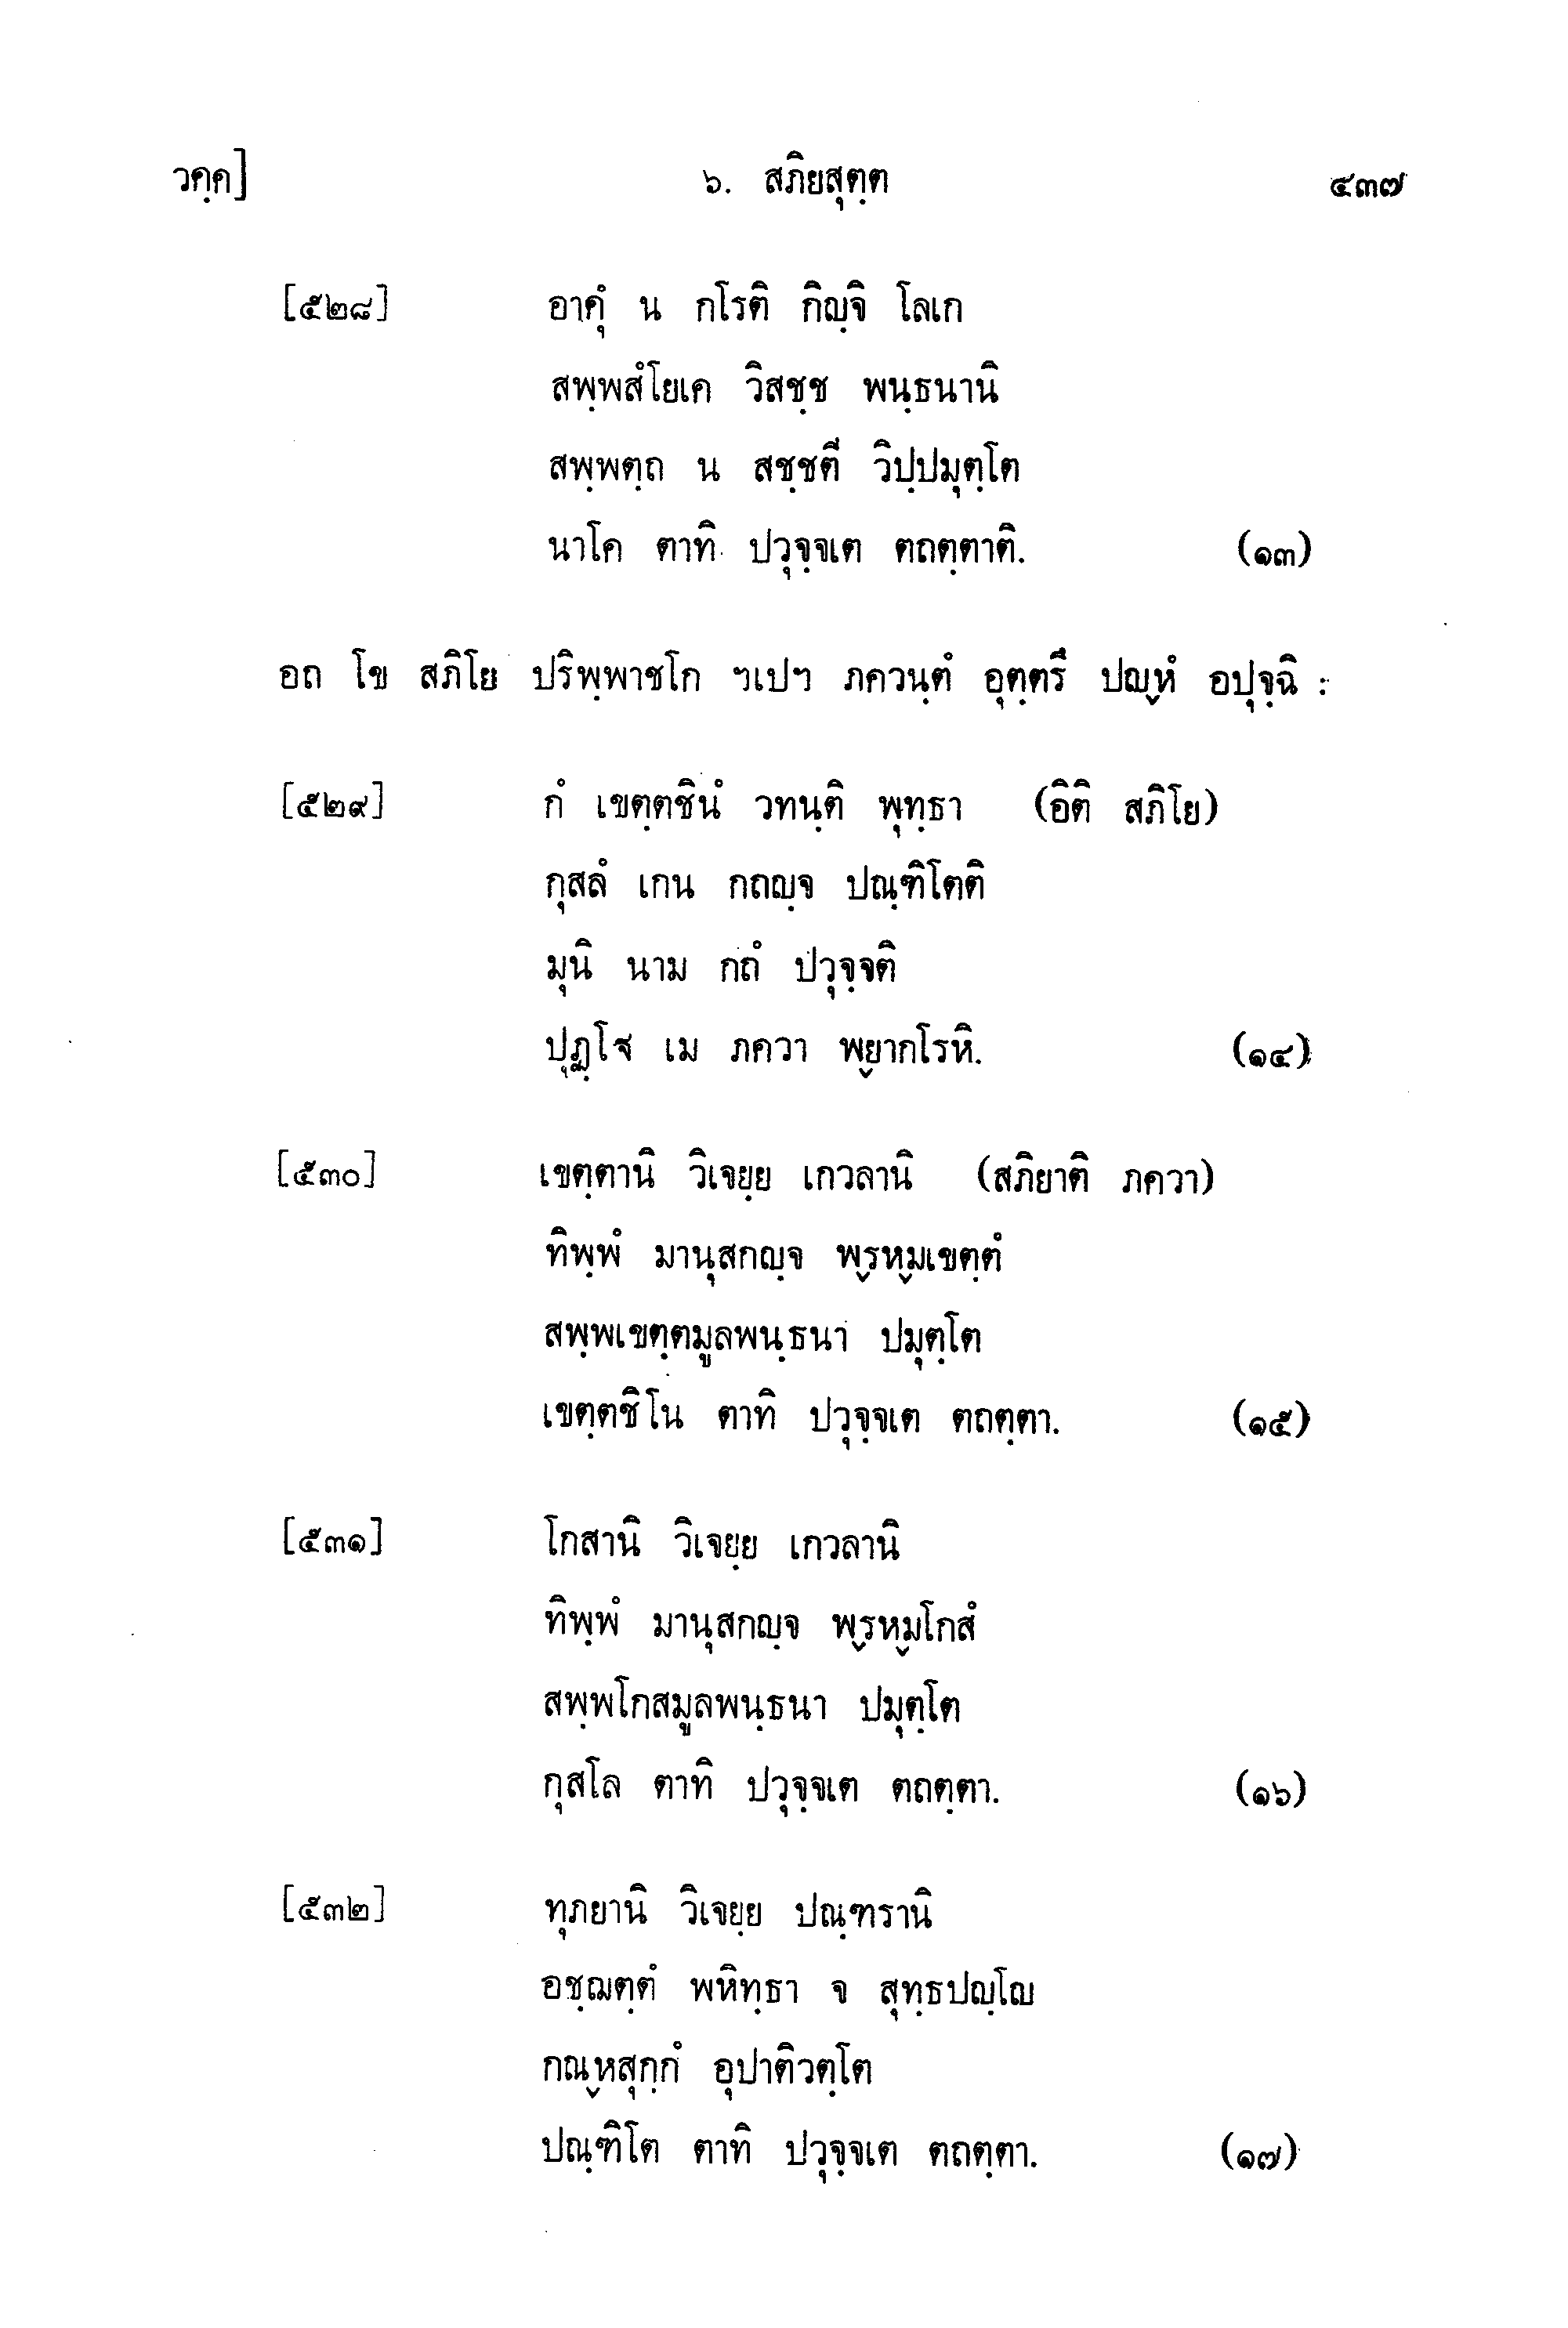 วคฺค] ๖. สภิยสุตฺต ๔๓๗
[๕๒๘] อาคุํ น กโรติ กิญฺจิ โลเก
สพฺพสํโยเค วิสชฺช พนฺธนานิ
สพฺพตฺถ น สชฺชตี วิปฺปมุตฺโต
นาโค ตาทิ ปวุจฺจเต ตถตฺตาติ. (๑๓)
อถ โข สภิโย ปริพฺพาชโก ฯเปฯ ภควนฺตํ อุตฺตรึ ปญฺหํ อปุจฺฉิ :
[๕๒๙] กํ เขตฺตชินํ วทนฺติ พุทฺธา (อิติ สภิโย)
กุสลํ เกน กถญฺจ ปณฺฑิโตติ
มุนิ นาม กถํ ปวุจฺจติ
ปุฏฺโฐ เม ภควา พฺยากโรหิ. (๑๔)
[๕๓๐] เขตฺตานิ วิเจยฺย เกวลานิ (สภิยาติ ภควา)
ทิพฺพํ มานุสกญฺจ พฺรหฺมเขตฺตํ
สพฺพเขตฺตมูลพนฺธนา ปมุตฺโต
เขตฺตชิโน ตาทิ ปวุจฺจเต ตถตฺตา. (๑๕)
[๕๓๑] โกสานิ วิเจยฺย เกวลานิ
ทิพฺพํ มานุสกญฺจ พฺรหฺมโกสํ
สพฺพโกสมูลพนฺธนา ปมุตฺโต
กุสโล ตาทิ ปวุจฺจเต ตถตฺตา. (๑๖)
[๕๓๒] ทุภยานิ วิเจยฺย ปณฺฑรานิ
อชฺฌตฺตํ พหิทฺธา จ สุทฺธปญฺโญ
กณฺหสุกฺกํ อุปาติวตฺโต
ปณฺฑิโต ตาทิ ปวุจฺจเต ตถตฺตา. (๑๗)